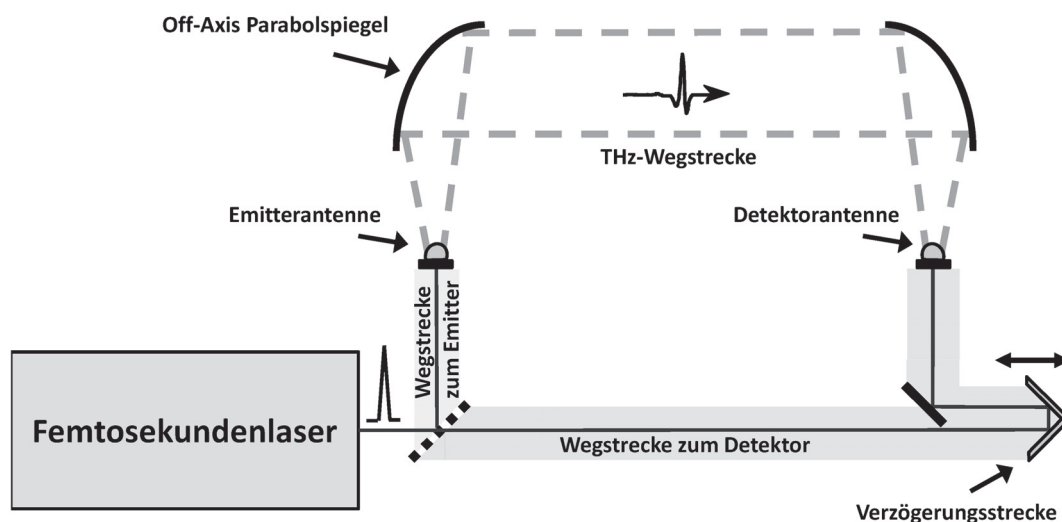 Off-Axis Parabolspiegel
THz-Wegstrecke
Emitterantenne
Detektorantenne
Wegstrecke
zum Emitter
Femtosekundenlaser
Wegstrecke zum Detektor
Verzögerungsstrecke